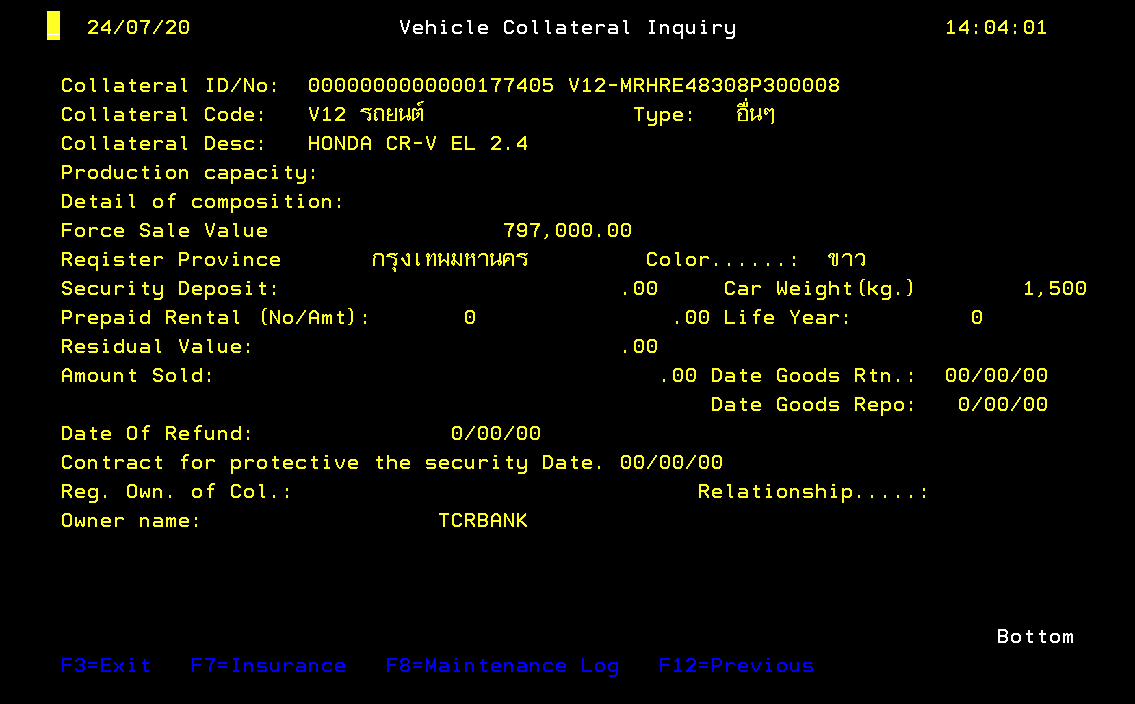 24/07/20 Vehicle Collateral Inquiry 14:04:01
Collateral ID/No: 0000000000000177405 V12-MRHRE48308P300008
Collateral Code: V12 รถยนต์ Type: อื่นๆ
Collateral Desc: HONDA CR-V EL 2.4
Production capacity:
Detail of composition:
Force Sale Value 797,000.00
Reqister Province กรุงเทพมหานคร Color......: ขาว
Security Deposit: .00 Car Weight(kg.) 1,500
Prepaid Rental (No/Amt): 0 .00 Life Year: 0
Residual Value: .00
Amount Sold: .00 Date Goods Rtn.: 00/00/00
Date Goods Repo: 0/00/00
Date Of Refund: 0/00/00
Contract for protective the security Date. 00/00/00
Reg. Own. of Col.: Relationship.....:
Owner name: TCRBANK
Bottom
F3=Exit F7=Insurance F8=Maintenance Log F12=Previous